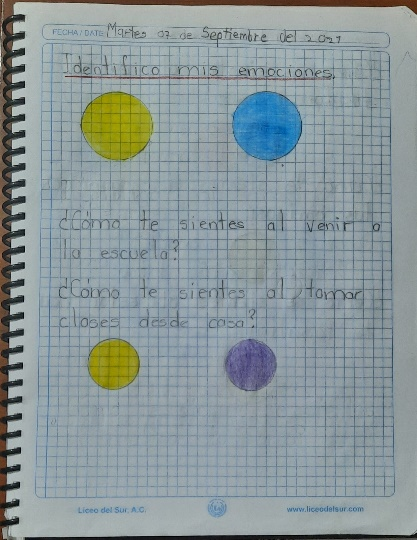 FECHA / DATE Martes 07 de Septiembre del 2021
Identifico mis emociones.
¿Cómo te sientes al venir a
la escuela?
¿Cómo te sientes al tomar
clases desde casa?
Liceo del Sur, A.C. www.liceodelsur.com